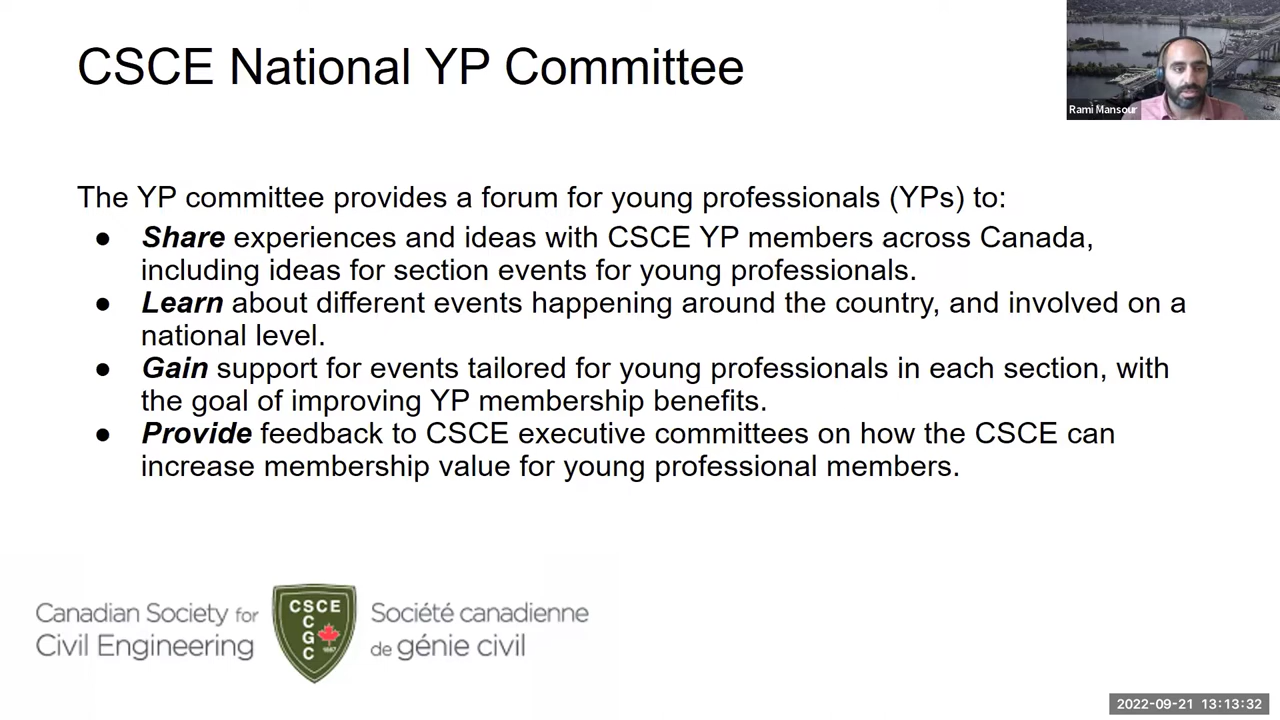 CSCE National YP Committee
Rami Mansour
The YP committee provides a forum for young professionals (YPs) to:
● Share experiences and ideas with CSCE YP members across Canada,
including ideas for section events for young professionals.
● Learn about different events happening around the country, and involved on a
national level.
● Gain support for events tailored for young professionals in each section, with
the goal of improving YP membership benefits.
● Provide feedback to CSCE executive committees on how the CSCE can
increase membership value for young professional members.
Canadian Society for
Civil Engineering
CSCE
C
G
C
1887
Société canadienne
de génie civil
2022-09-21 13:13:32